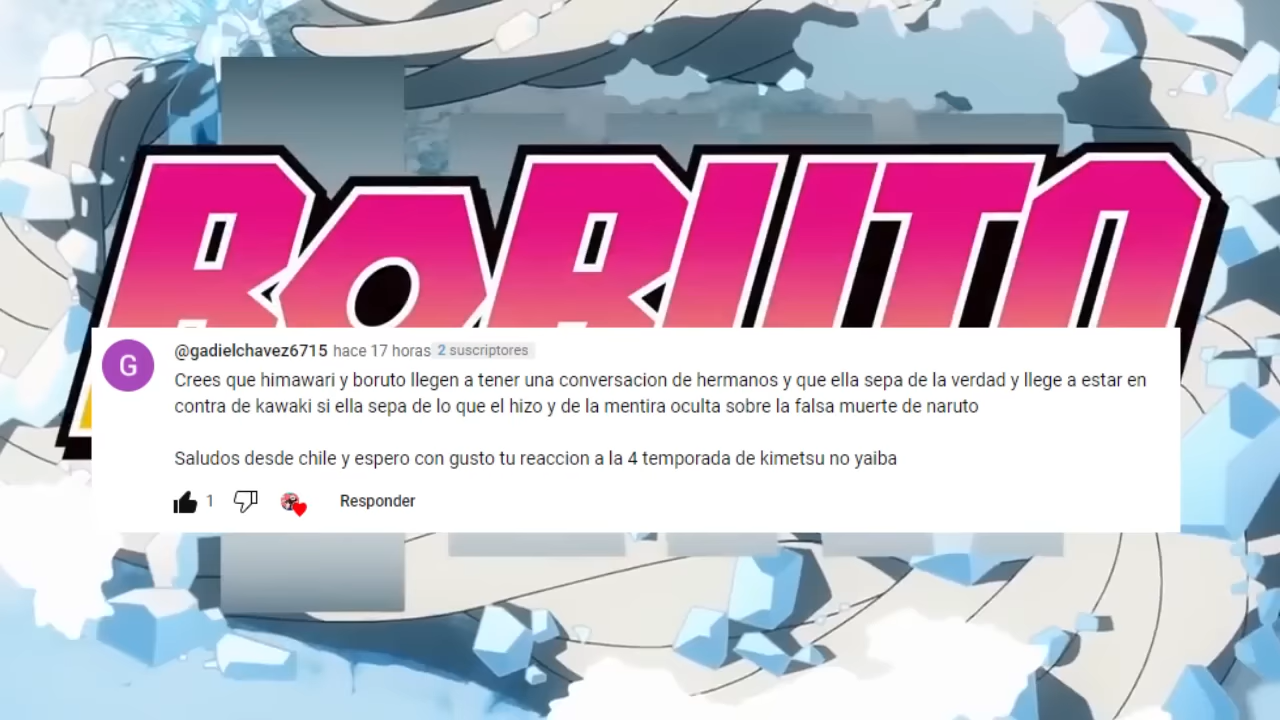 BORUTO
G
@gadielchavez6715 hace 17 horas 2 suscriptores
Crees que himawari y boruto llegen a tener una conversacion de hermanos y que ella sepa de la verdad y llege a estar en
contra de kawaki si ella sepa de lo que el hizo y de la mentira oculta sobre la falsa muerte de naruto
Saludos desde chile y espero con gusto tu reaccion a la 4 temporada de kimetsu no yaiba
1
Responder